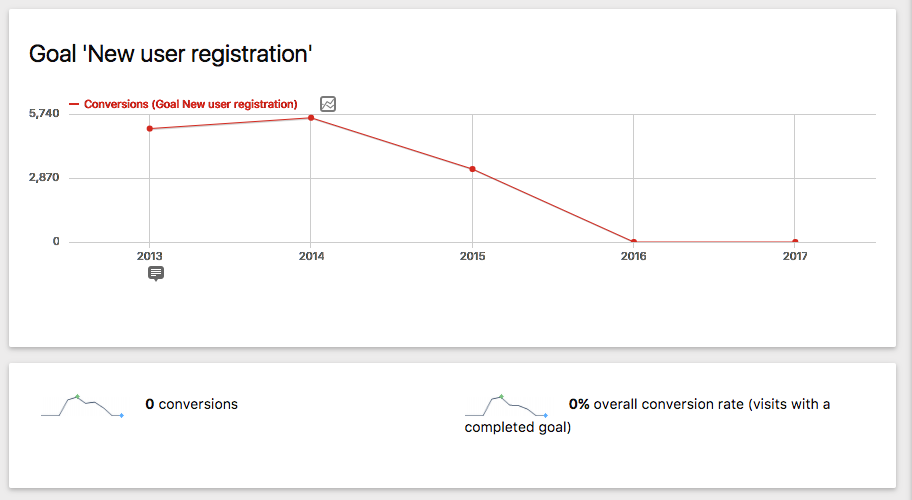 Goal 'New user registration'
Conversions (Goal New user registration)
5,740
2,870
0
2013 2014 2015 2016 2017
0 conversions
0% overall conversion rate (visits with a
completed goal)